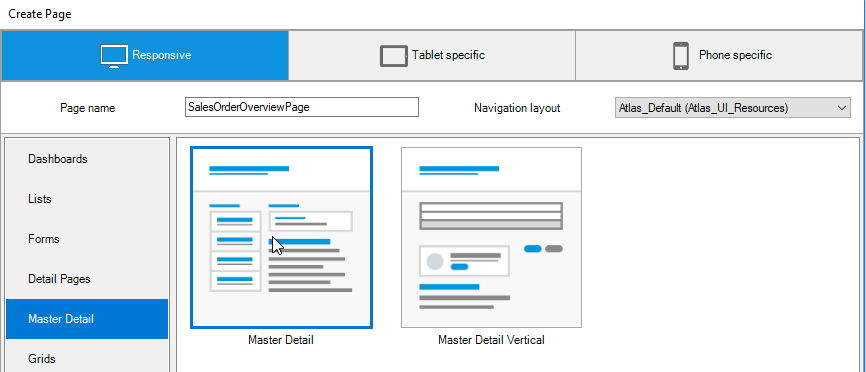 Create Page
Responsive
Tablet specific
Phone specific
Page name
SalesOrderOverviewPage
Navigation layout
Atlas_Default (Atlas_UI_Resources)
Dashboards
Lists
Forms
Detail Pages
Master Detail
Grids
Master Detail
Master Detail Vertical